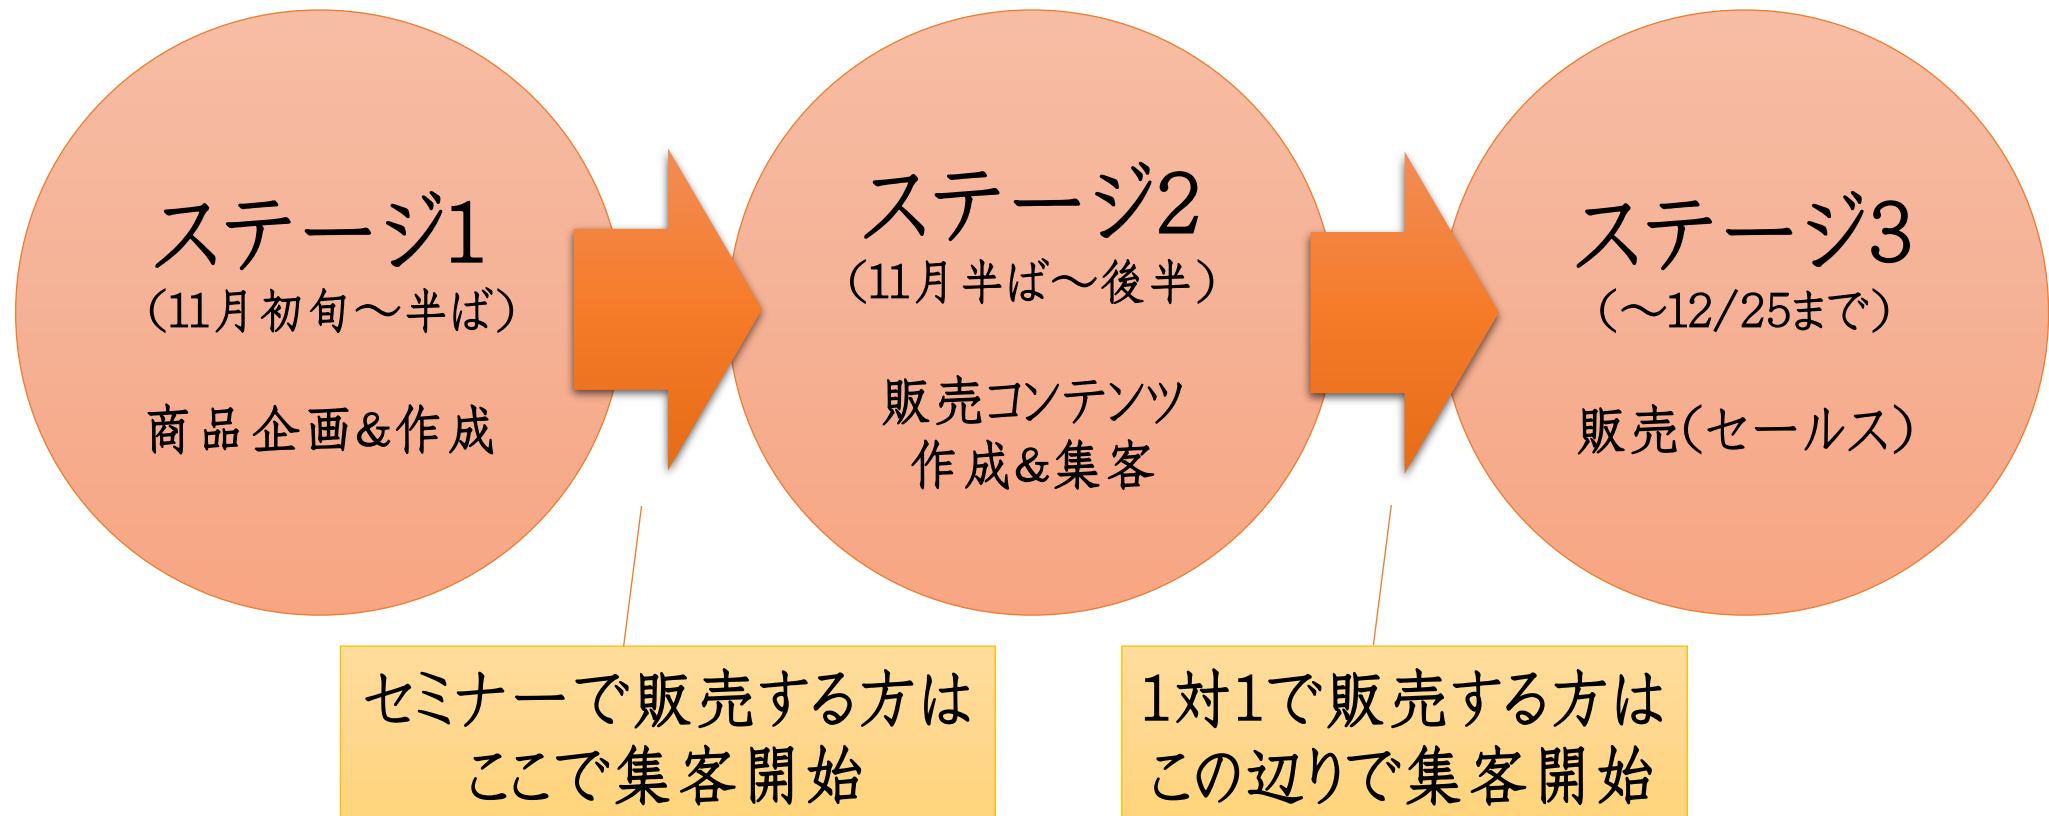 ステージ1
（11月初旬～半ば）
商品企画&作成
ステージ2
（11月半ば～後半）
販売コンテンツ
作成&集客
ステージ3
（～12/25まで）
販売（セールス）
セミナーで販売する方は
ここで集客開始
1対1で販売する方は
この辺りで集客開始